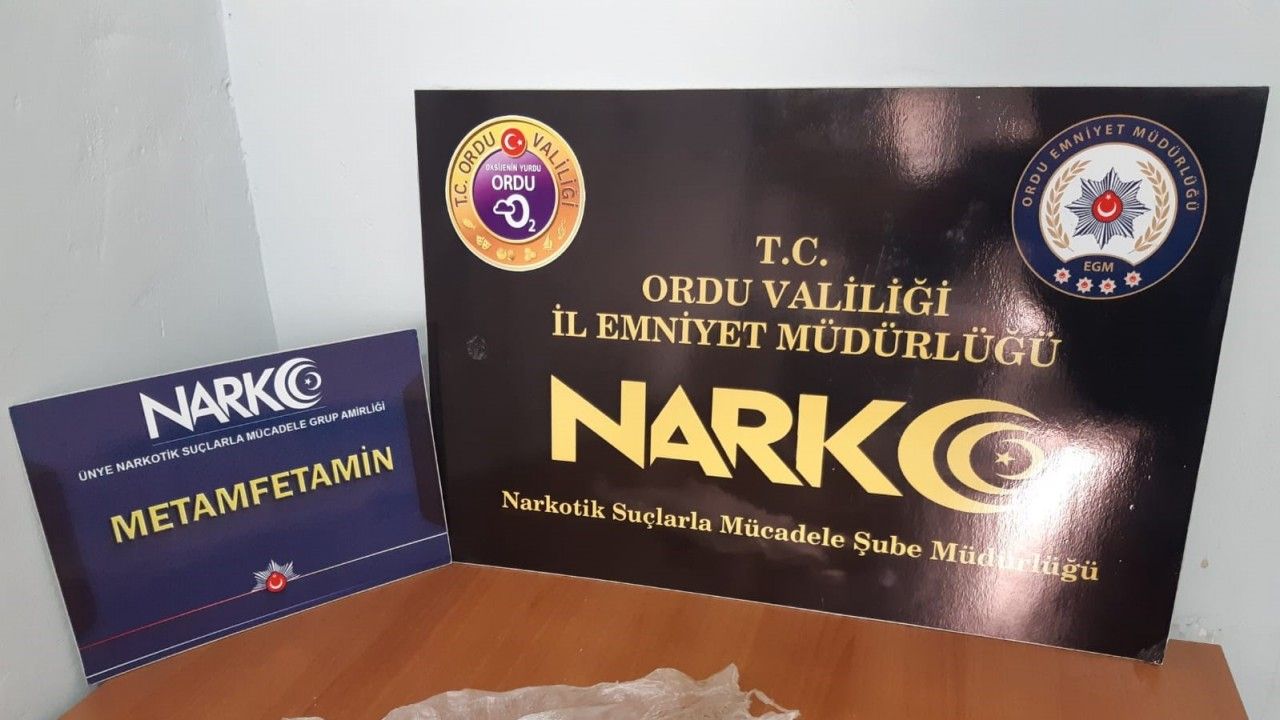 NARKO
ÜNYE NARKOTİK SUÇLARLA MÜCADELE GRUP AMİRLİĞİ
METAMFETAMİN
T.C. ORDU VALİLİĞİ
OKSİJENİN YURDU
ORDU
O2
ORDU EMNİYET MÜDÜRLÜĞÜ
EGM
T.C.
ORDU VALİLİĞİ
İL EMNİYET MÜDÜRLÜĞÜ
NARKO
Narkotik Suçlarla Mücadele Şube Müdürlüğü